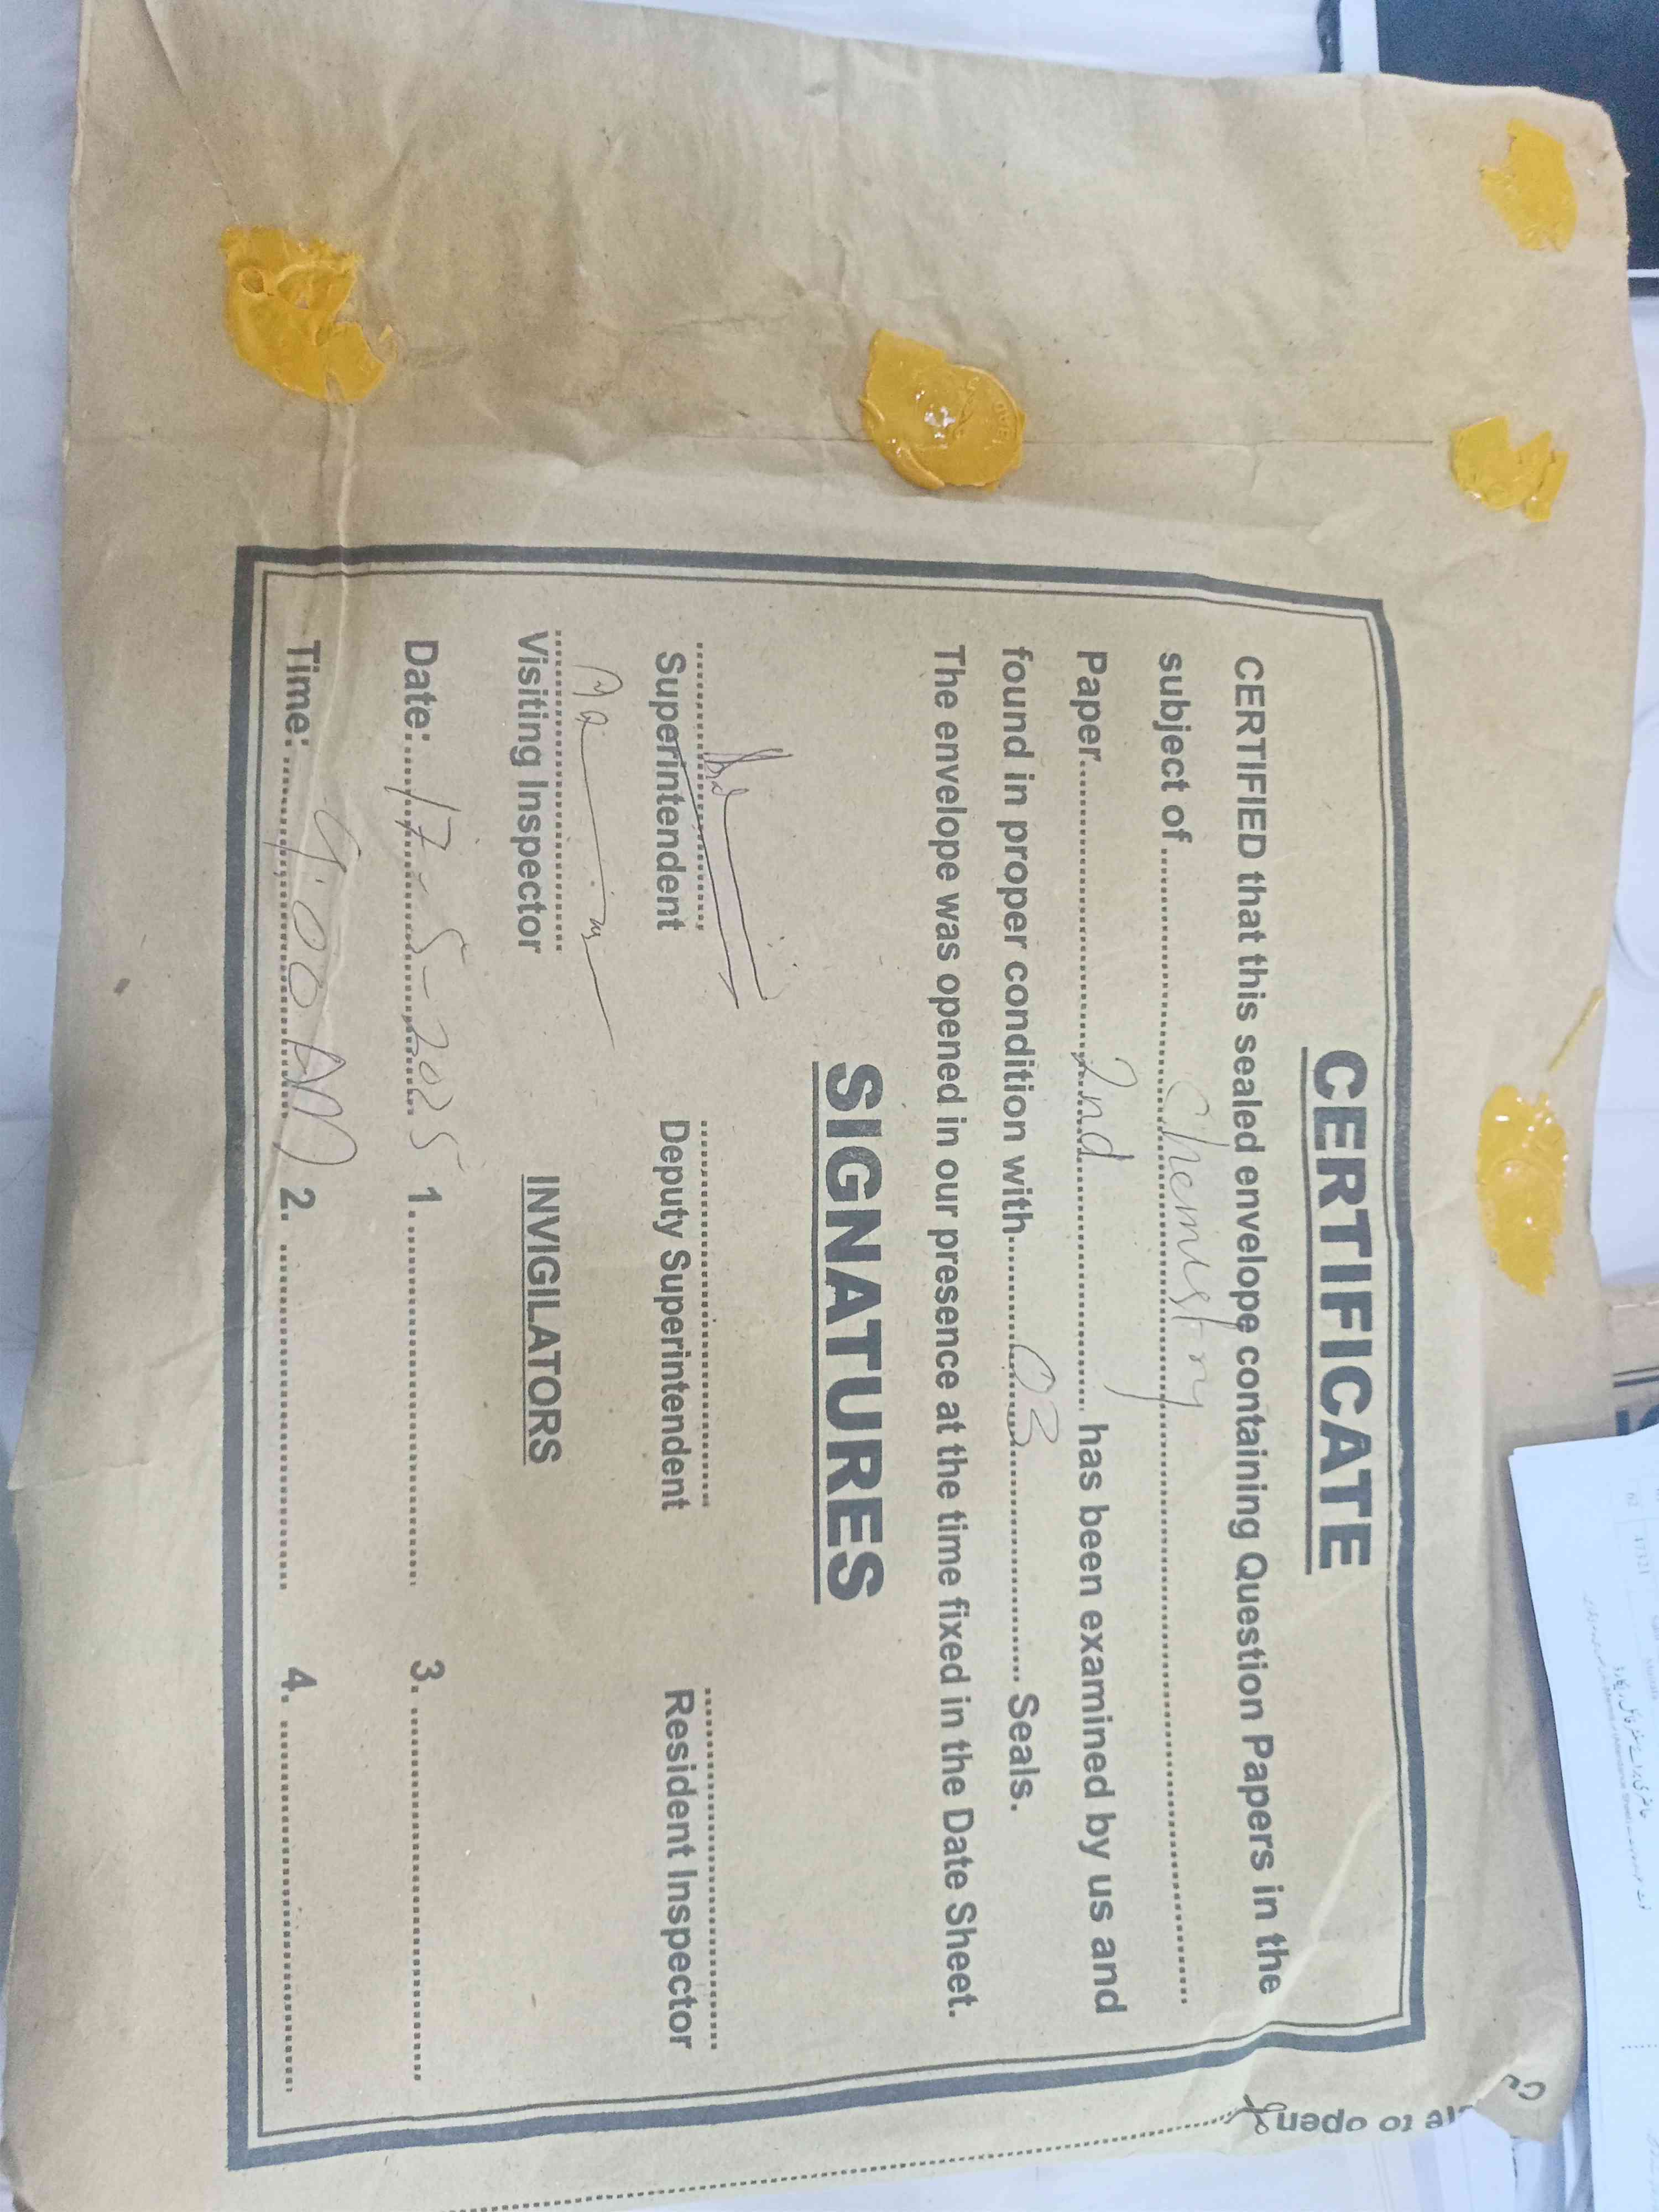 CERTIFICATE
CERTIFIED that this sealed envelope containing Question Papers in the
subject of Chemistry
Paper 2nd has been examined by us and
found in proper condition with 03 Seals.
The envelope was opened in our presence at the time fixed in the Date Sheet.
SIGNATURES
Superintendent Deputy Superintendent Resident Inspector
Visiting Inspector INVIGILATORS
Date: 17-5-2025 1. 3.
Time: 9:00 AM 2. 4.
to open